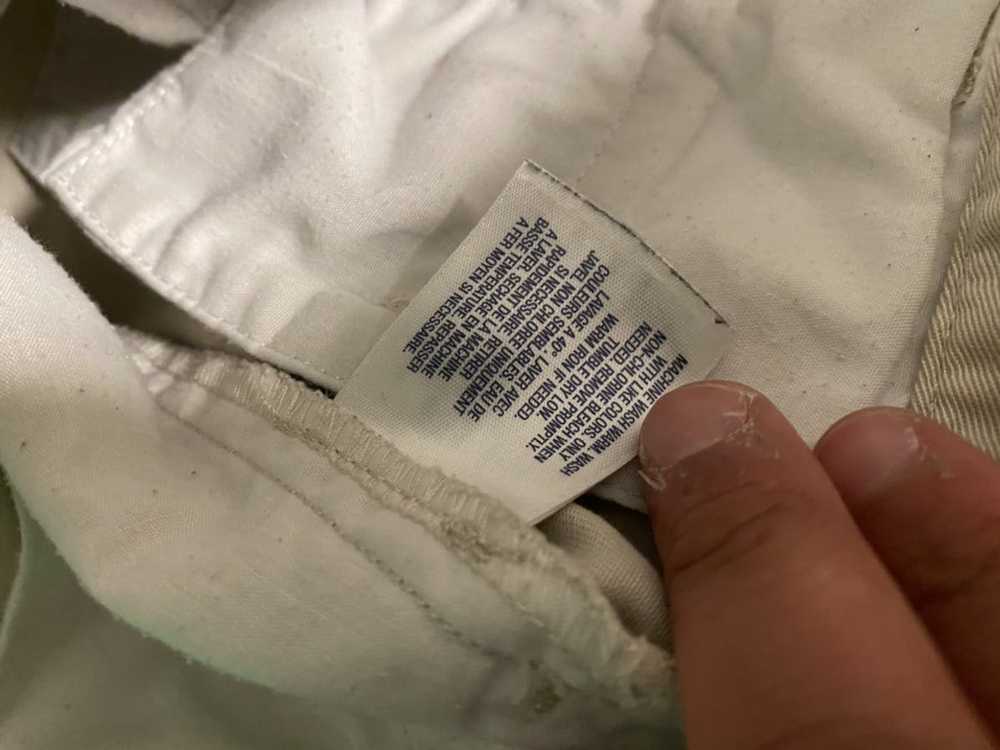 MACHINE WASH WARM, WASH
WITH LIKE COLORS. ONLY
NON-CHLORINE BLEACH WHEN
NEEDED. REMOVE PROMPTLY.
TUMBLE DRY LOW.
WARM IRON IF NEEDED.
LAVAGE A 40°. LAVER AVEC
COULEURS SEMBLABLES. EAU DE
JAVEL NON CHLOREE UNIQUEMENT
SI NECESSAIRE. RETIRER
RAPIDEMENT DE LA MACHINE
A LAVER. SECHER EN MACHINE
BASSE TEMPERATURE. REPASSER
A FER MOYEN SI NECESSAIRE.